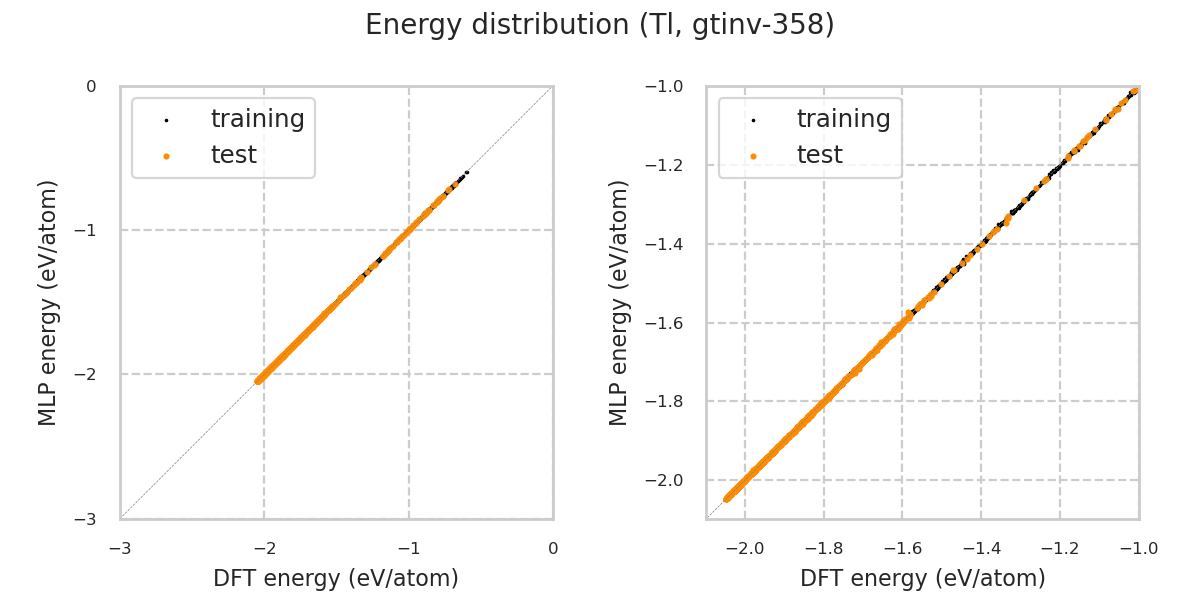 Energy distribution (Tl, gtinv-358)
training
test
0
−1
−2
−3
−3
−2
−1
0
MLP energy (eV/atom)
DFT energy (eV/atom)
training
test
−1.0
−1.2
−1.4
−1.6
−1.8
−2.0
−2.0
−1.8
−1.6
−1.4
−1.2
−1.0
MLP energy (eV/atom)
DFT energy (eV/atom)